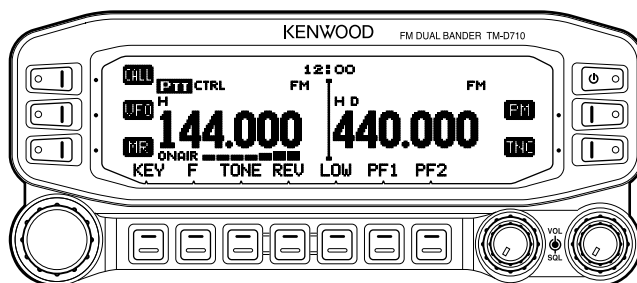 KENWOOD FM DUAL BANDER TM-D710
12:00
CALL PTT CTRL FM FM
VFO H H D PM
144.000 440.000
MR ONAIR TNC
KEY F TONE REV LOW PF1 PF2
VOL
SQL